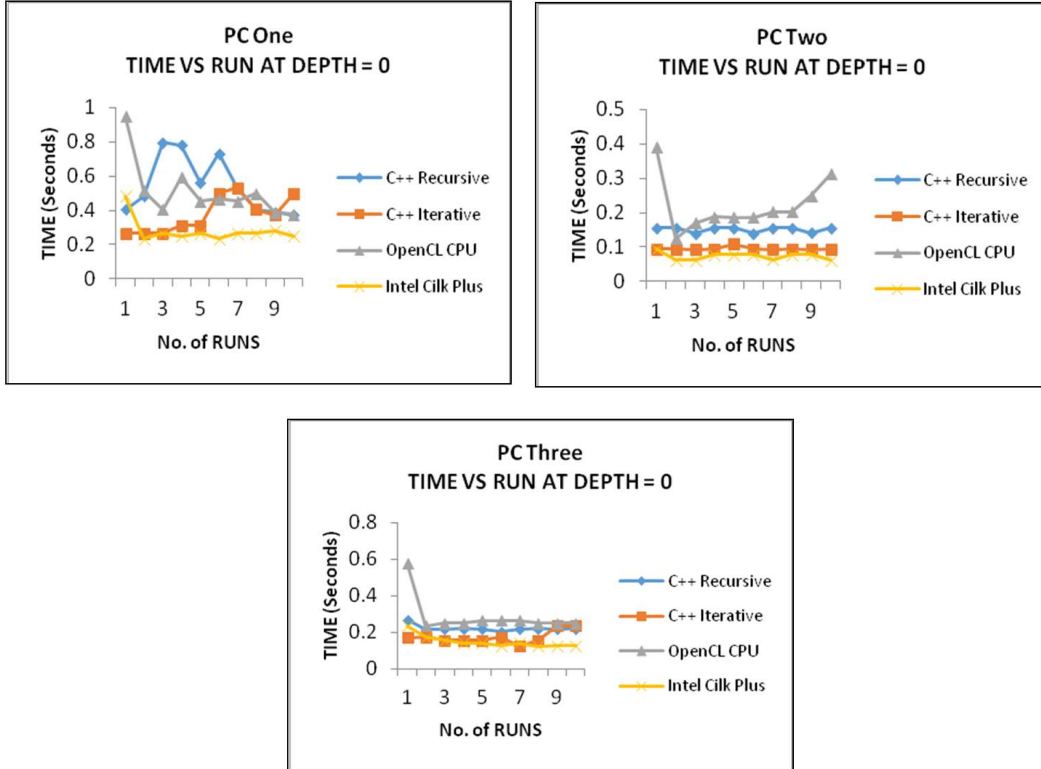 PC One
TIME VS RUN AT DEPTH = 0
TIME (Seconds)
1
0.8
0.6
0.4
0.2
0
1 3 5 7 9
No. of RUNS
C++ Recursive
C++ Iterative
OpenCL CPU
Intel Cilk Plus
PC Two
TIME VS RUN AT DEPTH = 0
TIME (Seconds)
0.5
0.4
0.3
0.2
0.1
0
1 3 5 7 9
No. of RUNS
C++ Recursive
C++ Iterative
OpenCL CPU
Intel Cilk Plus
PC Three
TIME VS RUN AT DEPTH = 0
TIME (Seconds)
0.8
0.6
0.4
0.2
0
1 3 5 7 9
No. of RUNS
C++ Recursive
C++ Iterative
OpenCL CPU
Intel Cilk Plus